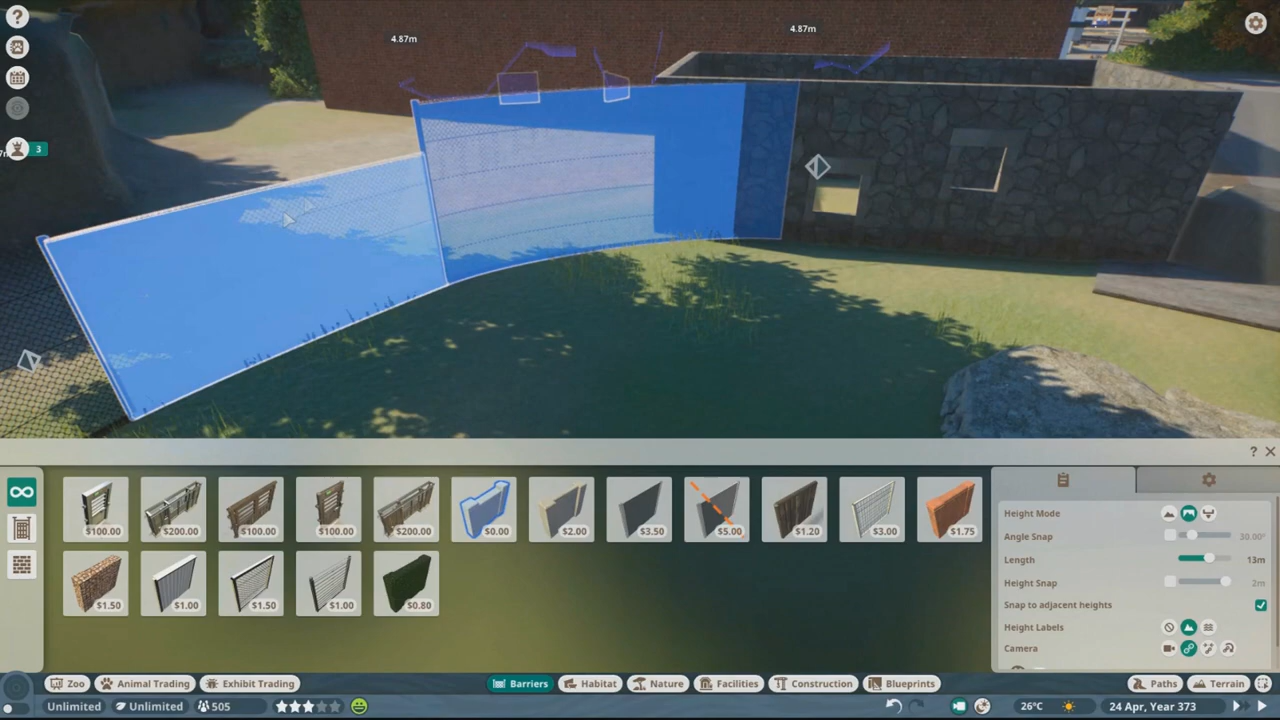 4.87m
4.87m
3
$100.00
$200.00
$100.00
$100.00
$200.00
$0.00
$2.00
$3.50
$5.00
$1.20
$3.00
$1.75
$1.50
$1.00
$1.50
$1.00
$0.80
Height Mode
Angle Snap 30.00°
Length 13m
Height Snap 2m
Snap to adjacent heights
Height Labels
Camera
Zoo
Animal Trading
Exhibit Trading
Barriers
Habitat
Nature
Facilities
Construction
Blueprints
Paths
Terrain
Unlimited
Unlimited
505
26°C
24 Apr, Year 373